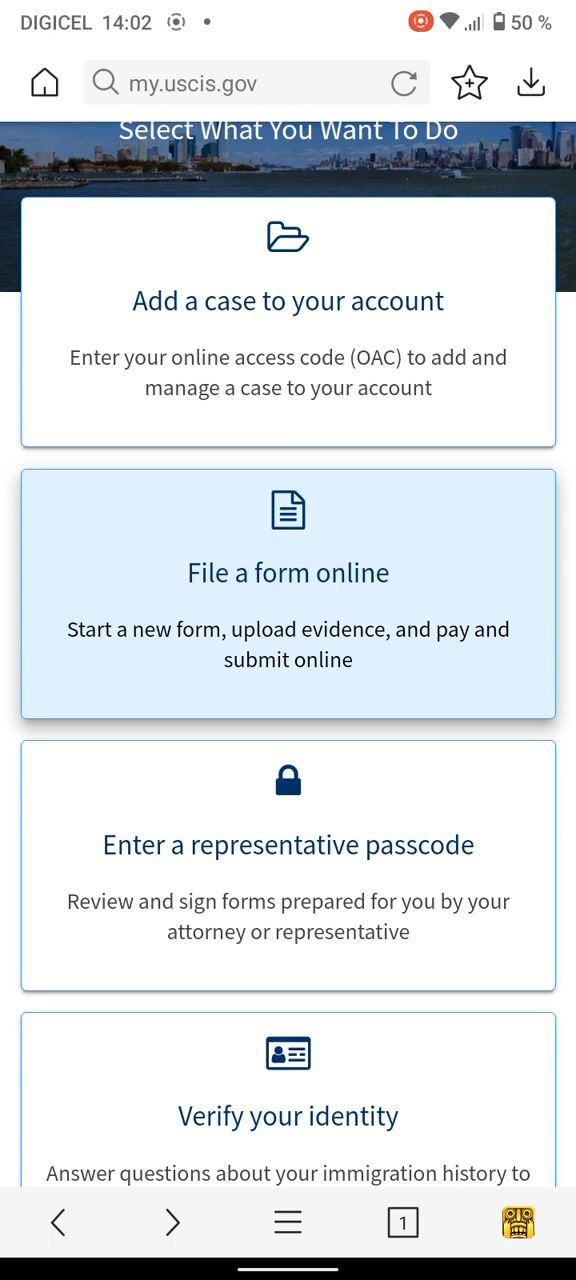 DIGICEL 14:02 50 %
my.uscis.gov
Select What You Want To Do
Add a case to your account
Enter your online access code (OAC) to add and
manage a case to your account
File a form online
Start a new form, upload evidence, and pay and
submit online
Enter a representative passcode
Review and sign forms prepared for you by your
attorney or representative
Verify your identity
Answer questions about your immigration history to
1